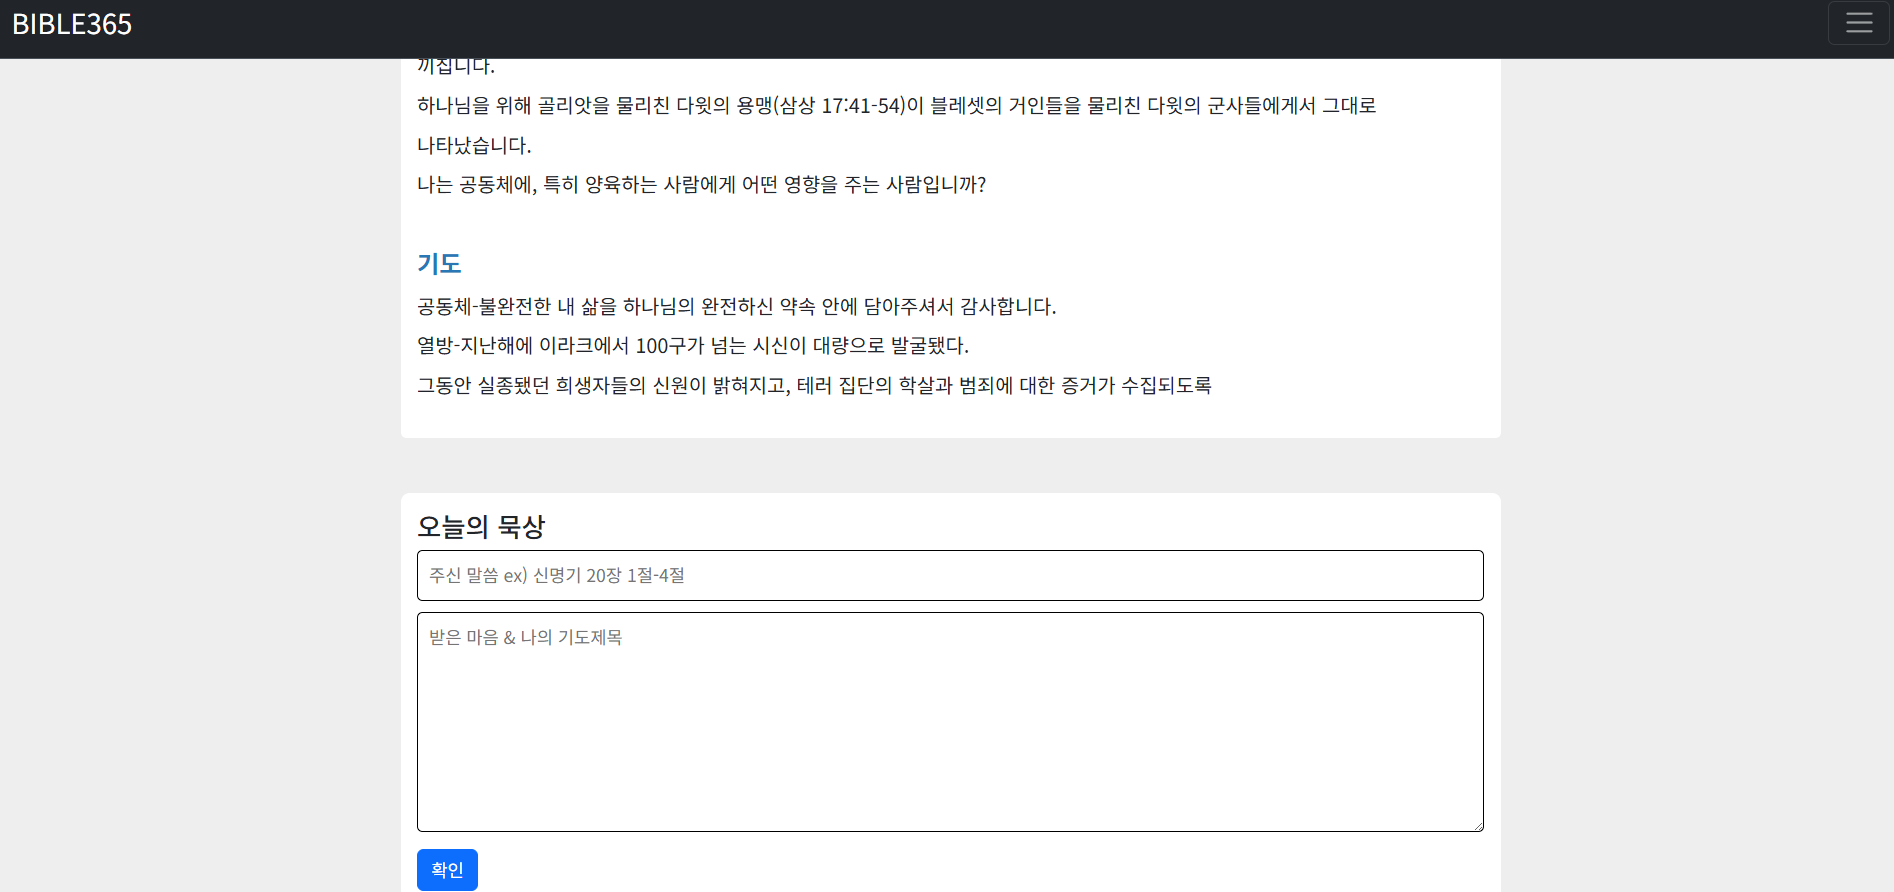 BIBLE365
끼칩니다.
하나님을 위해 골리앗을 물리친 다윗의 용맹(삼상 17:41-54)이 블레셋의 거인들을 물리친 다윗의 군사들에게서 그대로
나타났습니다.
나는 공동체에, 특히 양육하는 사람에게 어떤 영향을 주는 사람입니까?
기도
공동체-불완전한 내 삶을 하나님의 완전하신 약속 안에 담아주셔서 감사합니다.
열방-지난해에 이라크에서 100구가 넘는 시신이 대량으로 발굴됐다.
그동안 실종됐던 희생자들의 신원이 밝혀지고, 테러 집단의 학살과 범죄에 대한 증거가 수집되도록
오늘의 묵상
주신 말씀 ex) 신명기 20장 1절-4절
받은 마음 & 나의 기도제목
확인